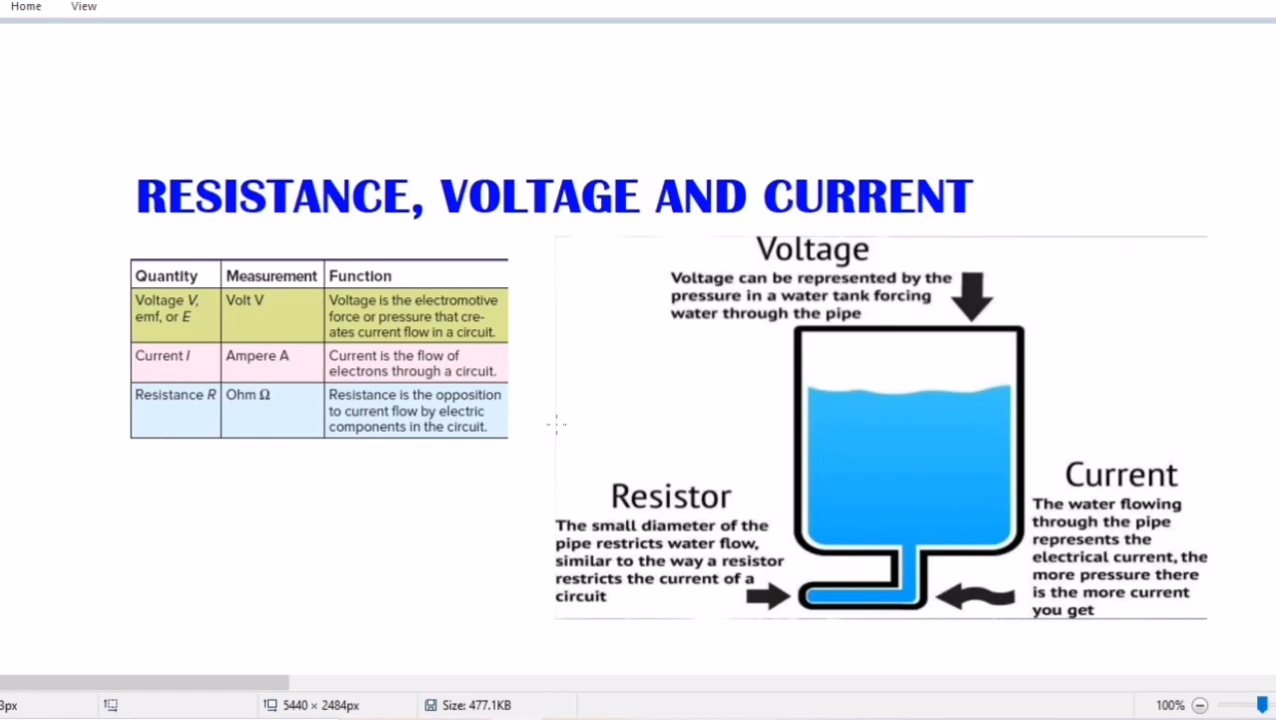 Home View
RESISTANCE, VOLTAGE AND CURRENT
Quantity Measurement Function
Voltage V, Volt V Voltage is the electromotive
emf, or E force or pressure that cre-
ates current flow in a circuit.
Current I Ampere A Current is the flow of
electrons through a circuit.
Resistance R Ohm Ω Resistance is the opposition
to current flow by electric
components in the circuit.
Voltage
Voltage can be represented by the
pressure in a water tank forcing
water through the pipe
Resistor
The small diameter of the
pipe restricts water flow,
similar to the way a resistor
restricts the current of a
circuit
Current
The water flowing
through the pipe
represents the
electrical current, the
more pressure there
is the more current
you get
3px 5440 × 2484px Size: 477.1KB 100%